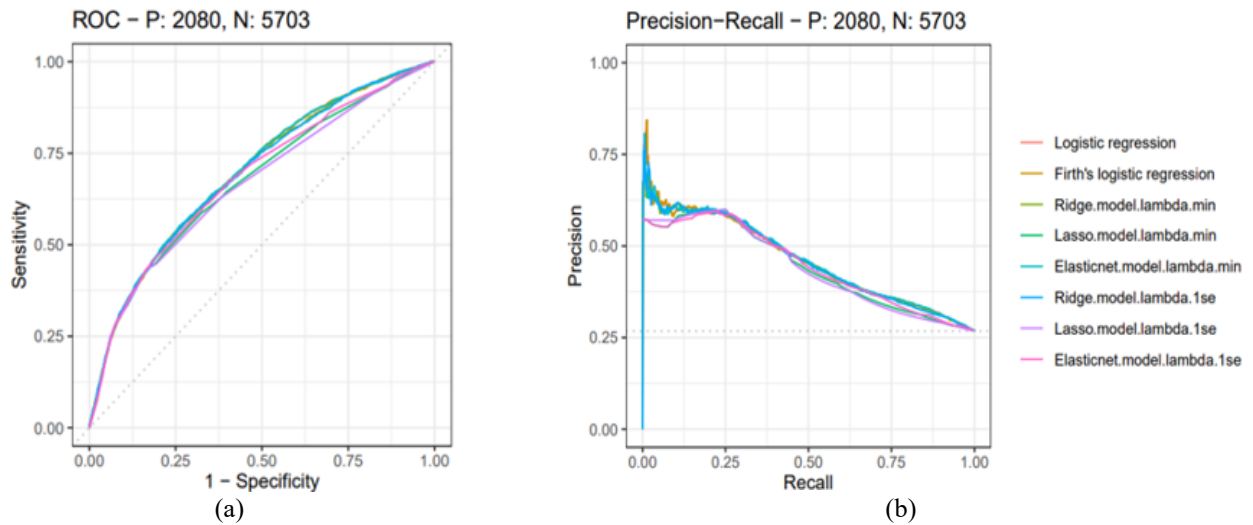 ROC − P: 2080, N: 5703
1.00
0.75
0.50
0.25
0.00
Sensitivity
0.00 0.25 0.50 0.75 1.00
1 − Specificity
(a)
Precision−Recall − P: 2080, N: 5703
1.00
0.75
0.50
0.25
0.00
Precision
0.00 0.25 0.50 0.75 1.00
Recall
(b)
Logistic regression
Firth's logistic regression
Ridge.model.lambda.min
Lasso.model.lambda.min
Elasticnet.model.lambda.min
Ridge.model.lambda.1se
Lasso.model.lambda.1se
Elasticnet.model.lambda.1se